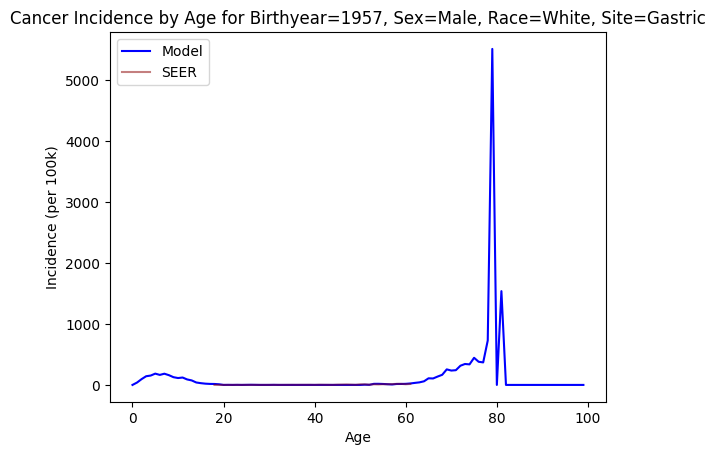 Cancer Incidence by Age for Birthyear=1957, Sex=Male, Race=White, Site=Gastric
Model
SEER
5000
4000
3000
2000
1000
0
Incidence (per 100k)
0 20 40 60 80 100
Age